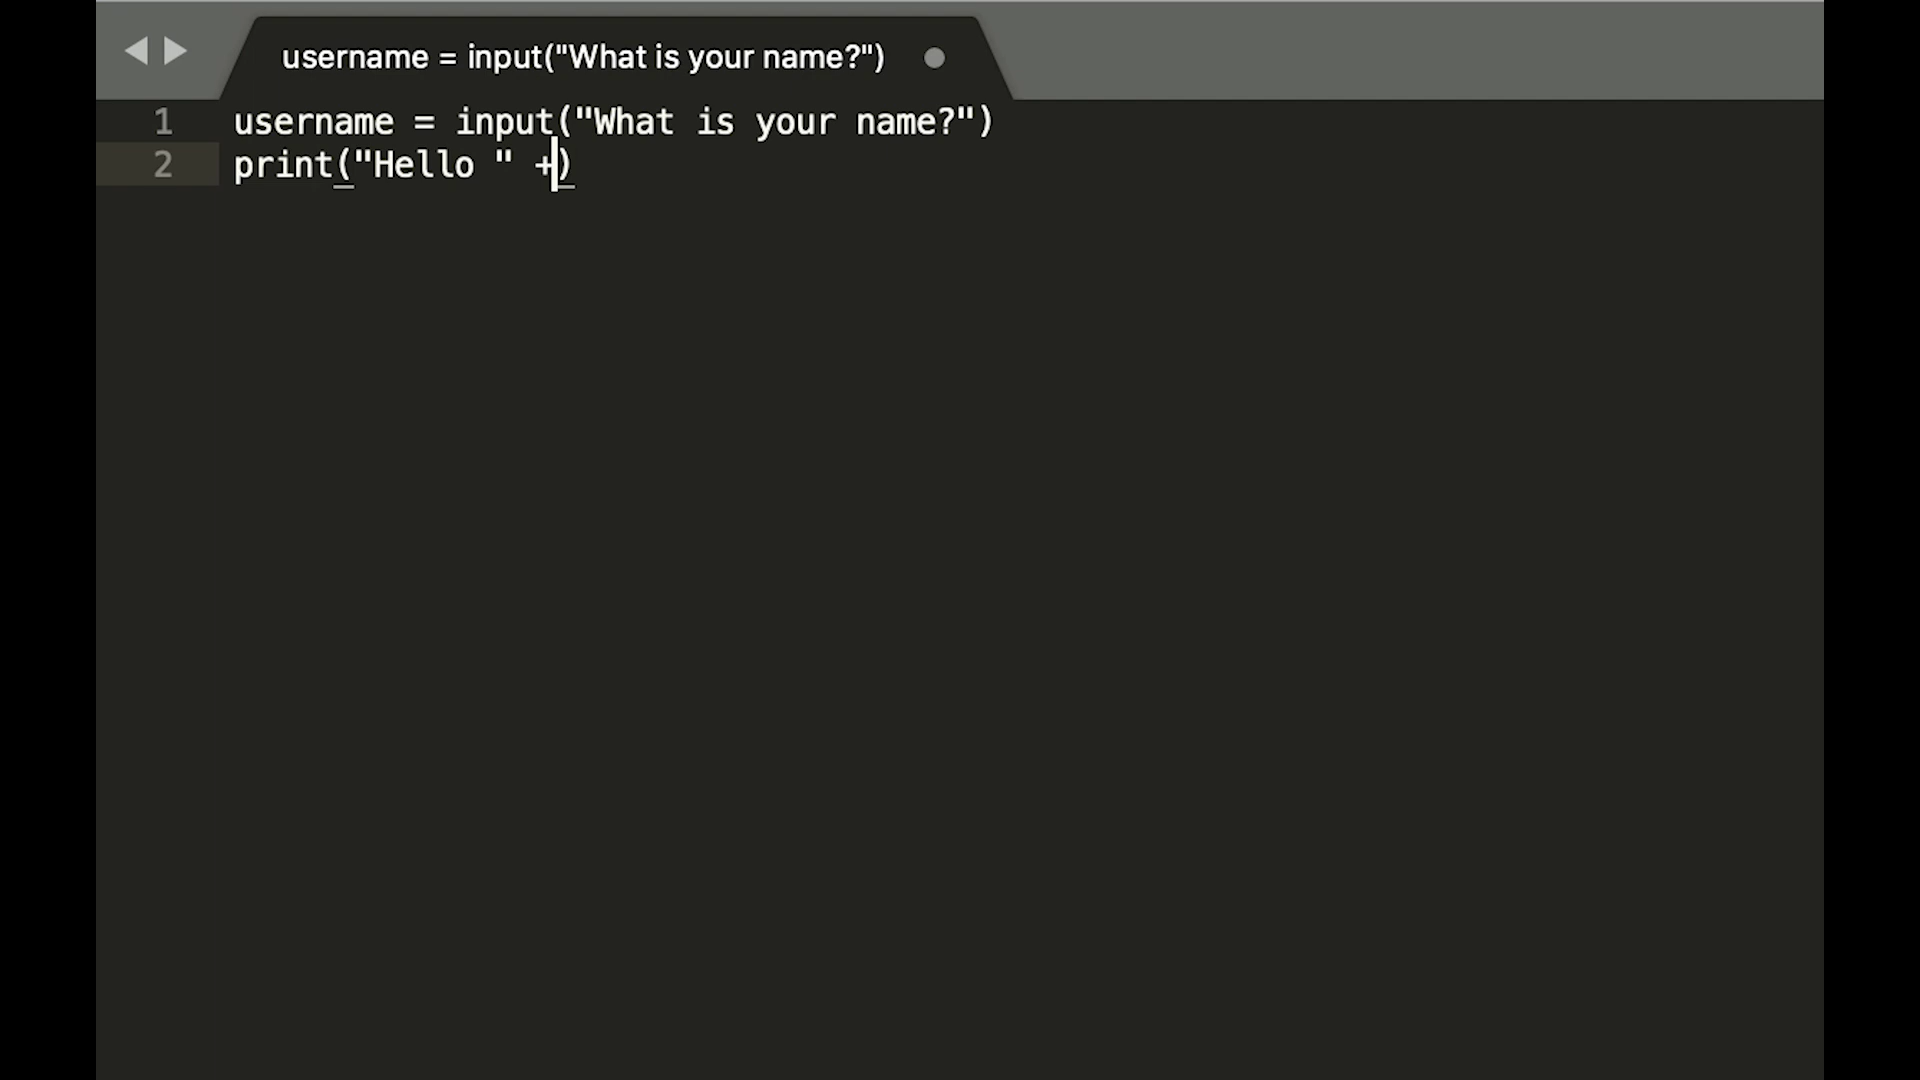 username = input("What is your name?")
1 username = input("What is your name?")
2 print("Hello " +)